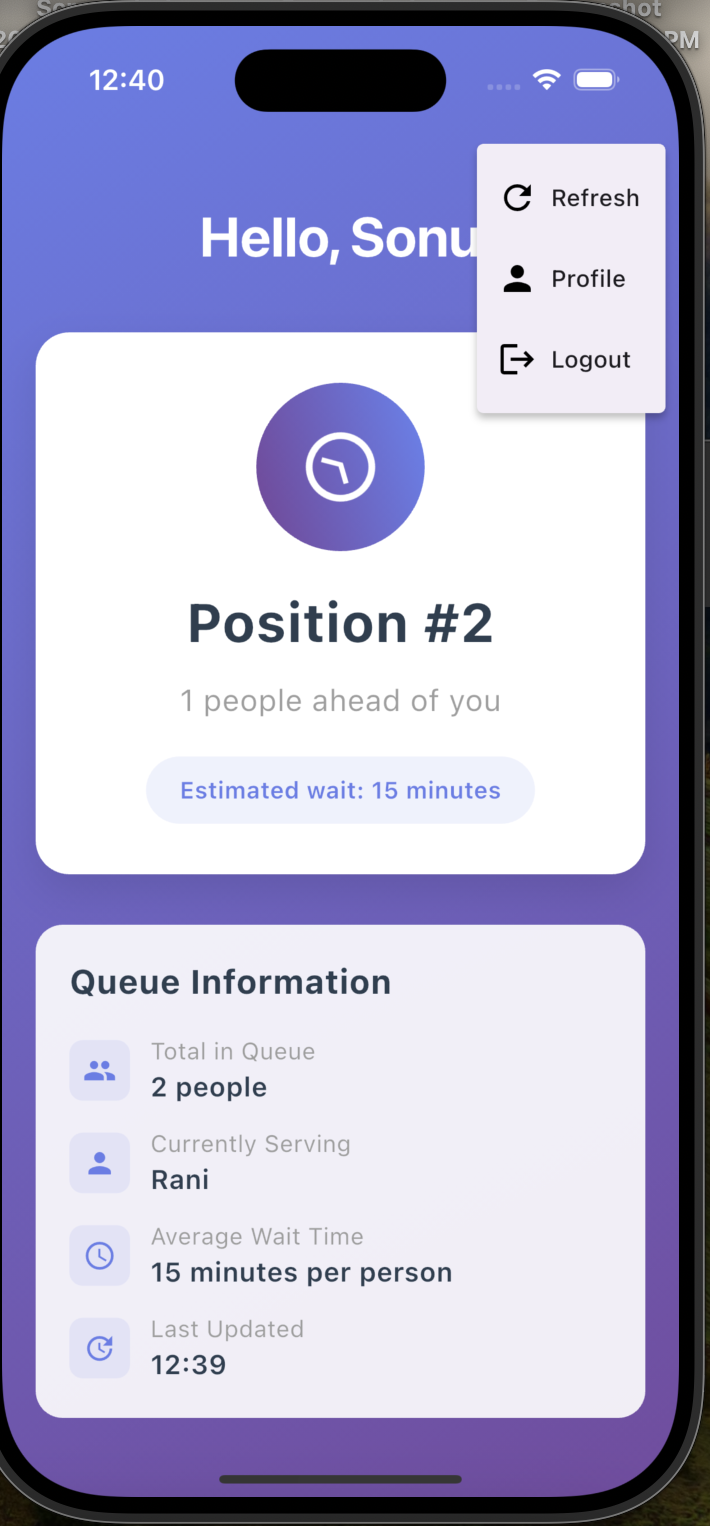 12:40
PM
Hello, Sonu
Refresh
Profile
Logout
Position #2
1 people ahead of you
Estimated wait: 15 minutes
Queue Information
Total in Queue
2 people
Currently Serving
Rani
Average Wait Time
15 minutes per person
Last Updated
12:39